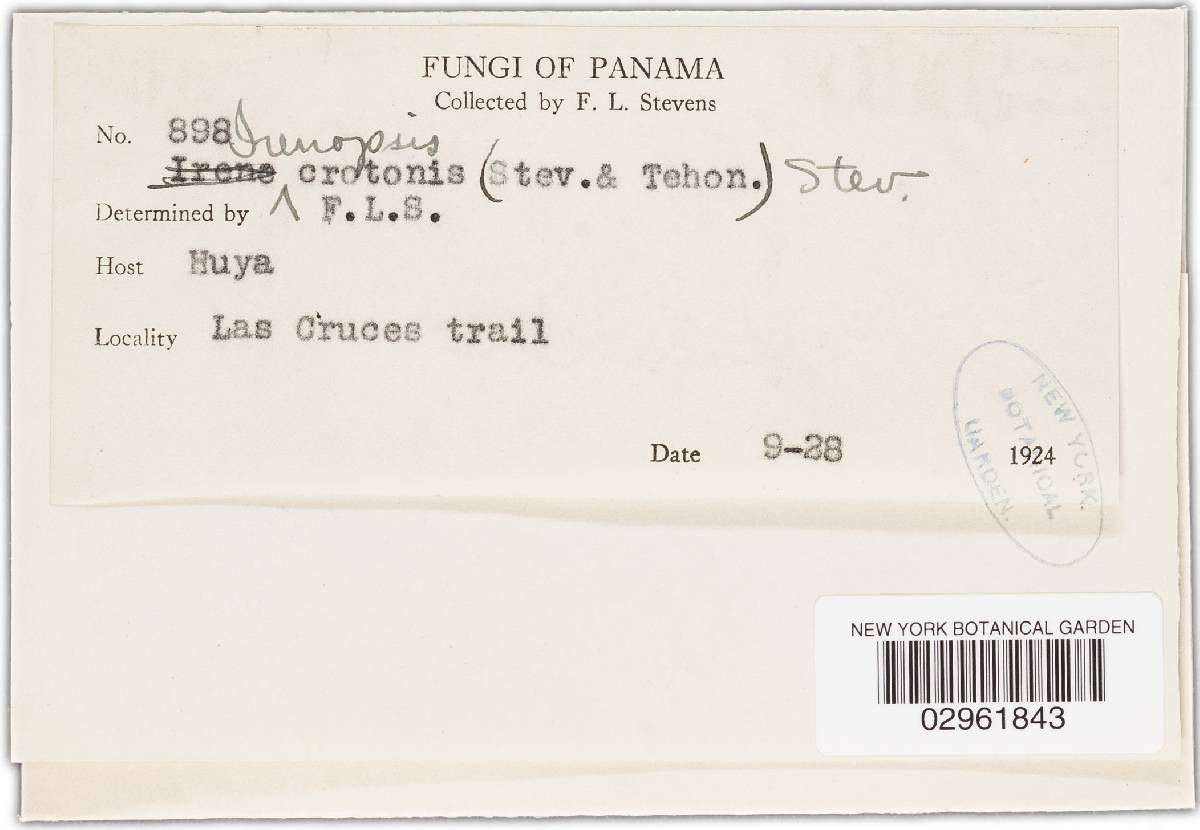 FUNGI OF PANAMA
Collected by F. L. Stevens
No. 898 Irenopsis
Irene crotonis (Stev.& Tehon.) Stev.
Determined by F.L.S.
Host Huya
Locality Las Cruces trail
Date 9-28 1924
NEW YORK
BOTANICAL
GARDEN.
NEW YORK BOTANICAL GARDEN
02961843